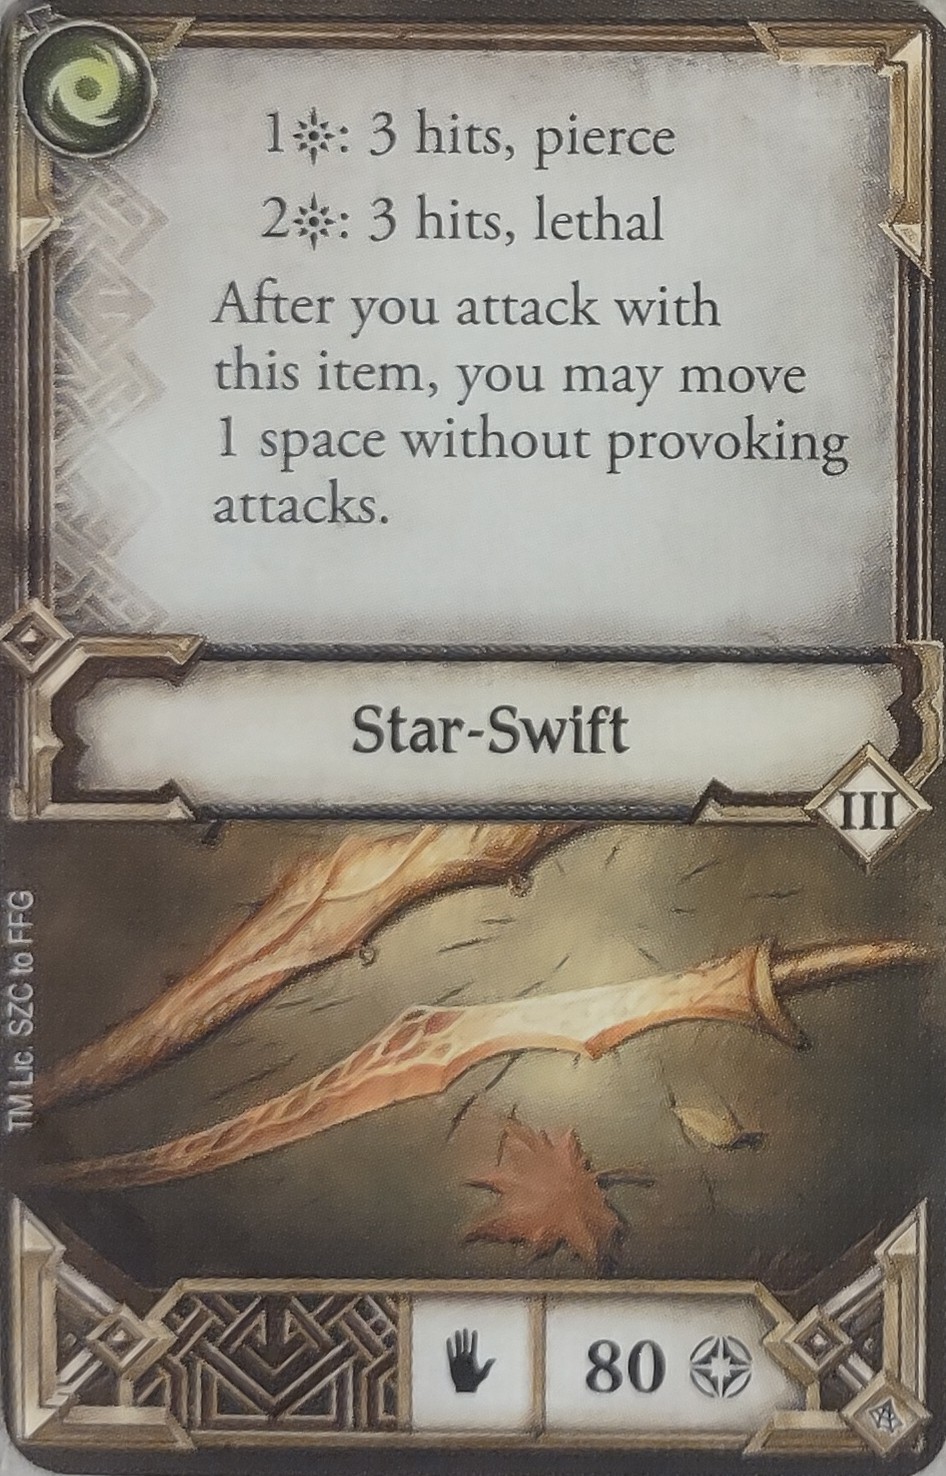 1✴: 3 hits, pierce
2✴: 3 hits, lethal
After you attack with
this item, you may move
1 space without provoking
attacks.
Star-Swift
III
TM Lic. SZC to FFG
80